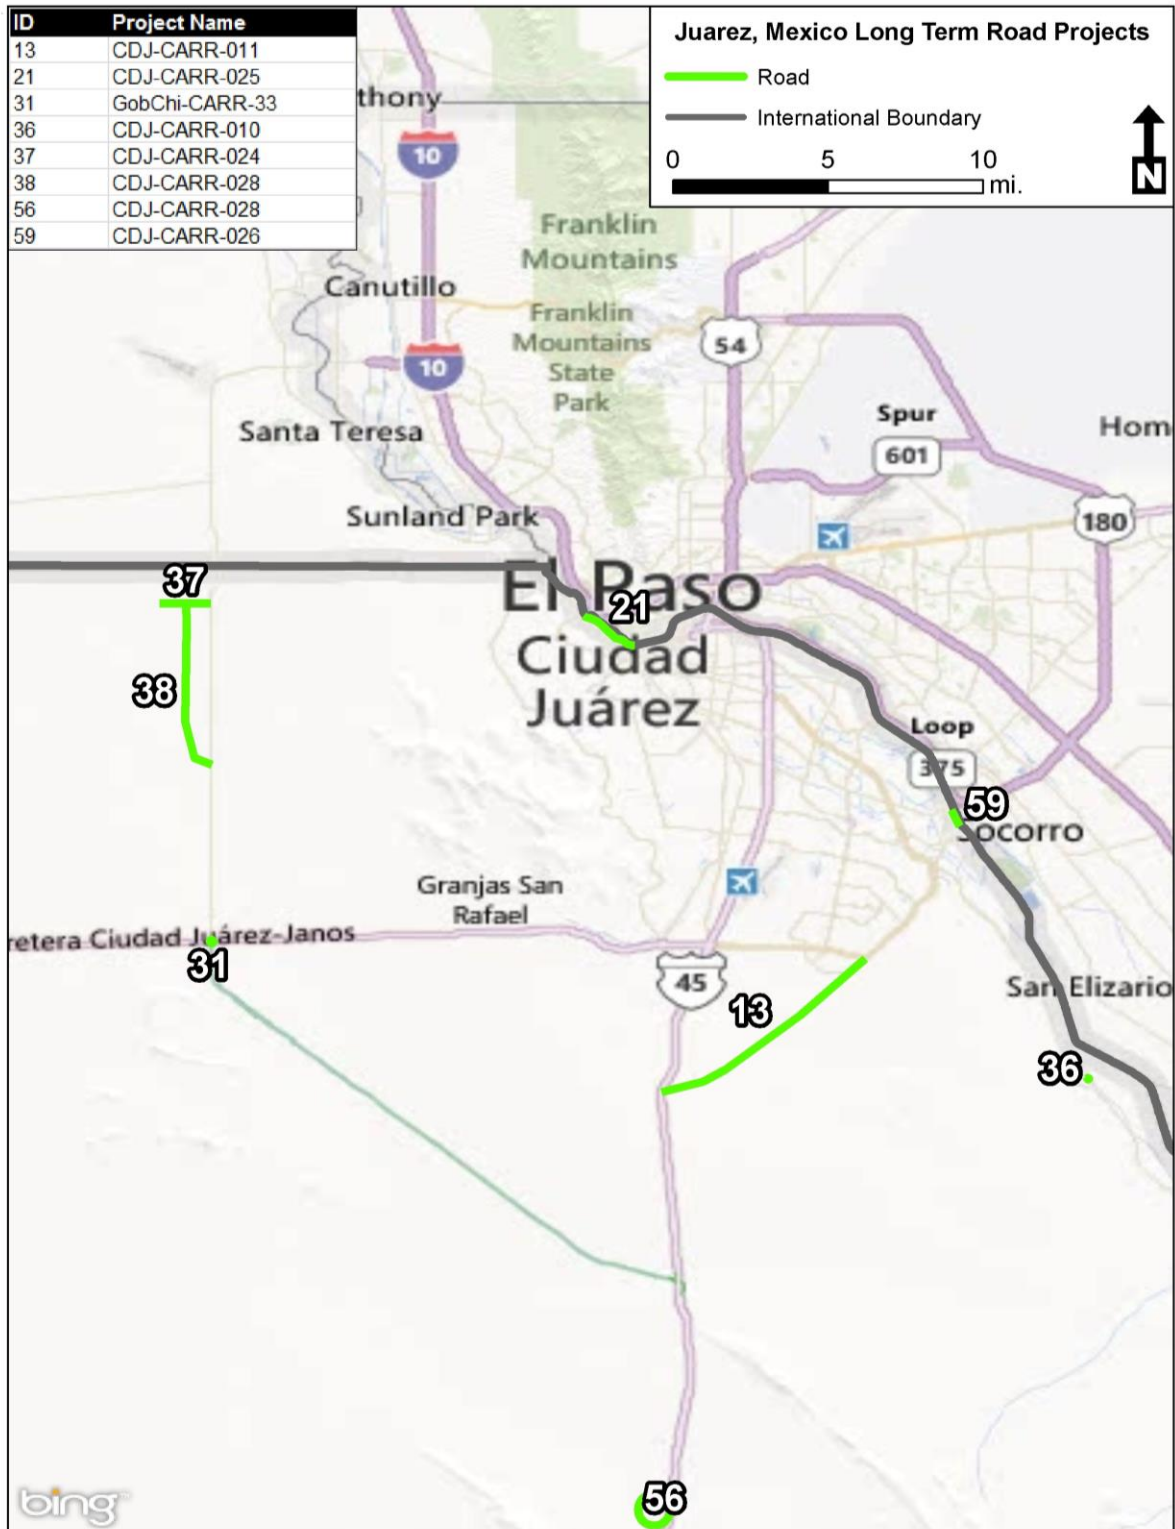 ID Project Name
13 CDJ-CARR-011
21 CDJ-CARR-025
31 GobChi-CARR-33
36 CDJ-CARR-010
37 CDJ-CARR-024
38 CDJ-CARR-028
56 CDJ-CARR-028
59 CDJ-CARR-026
Juarez, Mexico Long Term Road Projects
Road
International Boundary
0 5 10
mi.
N
thony
10
Franklin
Mountains
Canutillo
Franklin
Mountains
State
Park
54
10
Santa Teresa
Spur
601
Hom
Sunland Park
180
37
El Paso
21
Ciudad
Juárez
38
Loop
375
59
Socorro
Granjas San
Rafael
retera Ciudad Juárez-Janos
31
45
13
San Elizario
36
56
bing